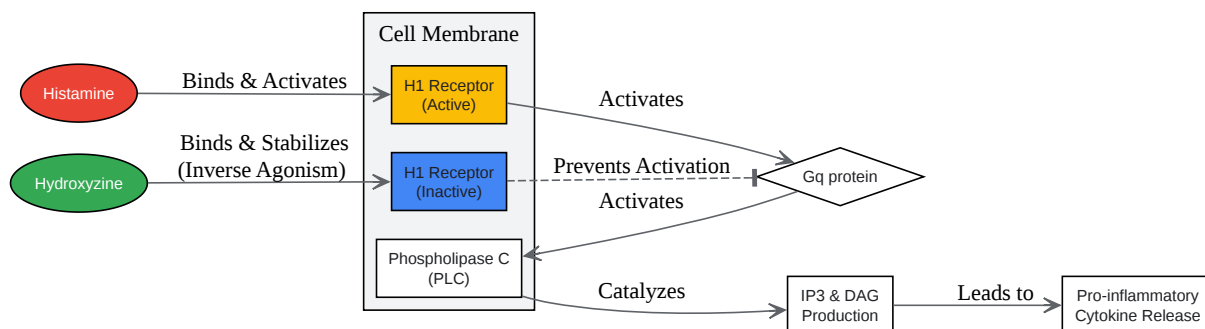 Cell Membrane
Histamine
Binds & Activates
H1 Receptor
(Active)
Activates
Hydroxyzine
Binds & Stabilizes
(Inverse Agonism)
H1 Receptor
(Inactive)
Prevents Activation
Gq protein
Activates
Phospholipase C
(PLC)
Catalyzes
IP3 & DAG
Production
Leads to
Pro-inflammatory
Cytokine Release